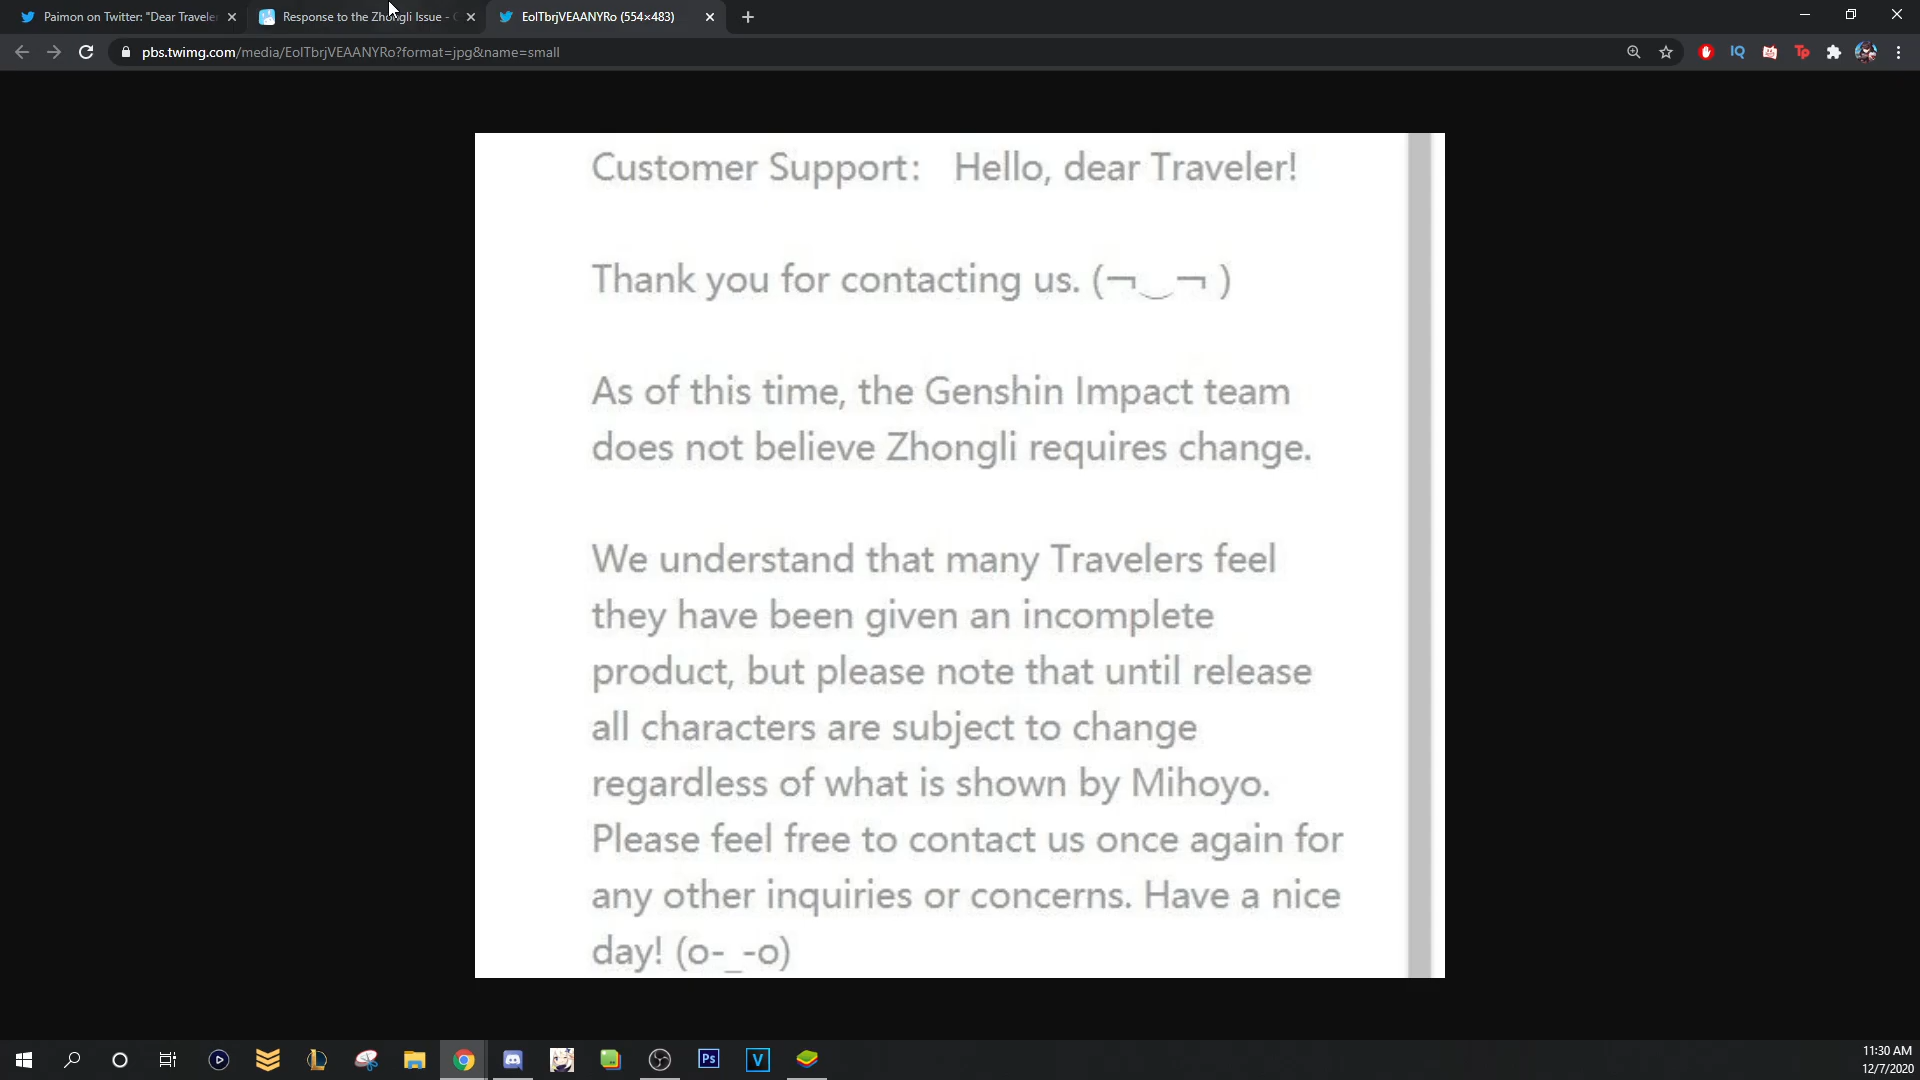 Paimon on Twitter: "Dear Traveler
Response to the Zhongli Issue - G
EolTbrjVEAANYRo (554×483)
pbs.twimg.com/media/EolTbrjVEAANYRo?format=jpg&name=small
IQ
Tp
Customer Support: Hello, dear Traveler!
Thank you for contacting us. (¬‿¬ )
As of this time, the Genshin Impact team
does not believe Zhongli requires change.
We understand that many Travelers feel
they have been given an incomplete
product, but please note that until release
all characters are subject to change
regardless of what is shown by Mihoyo.
Please feel free to contact us once again for
any other inquiries or concerns. Have a nice
day! (o-_-o)
Ps
V
11:30 AM
12/7/2020